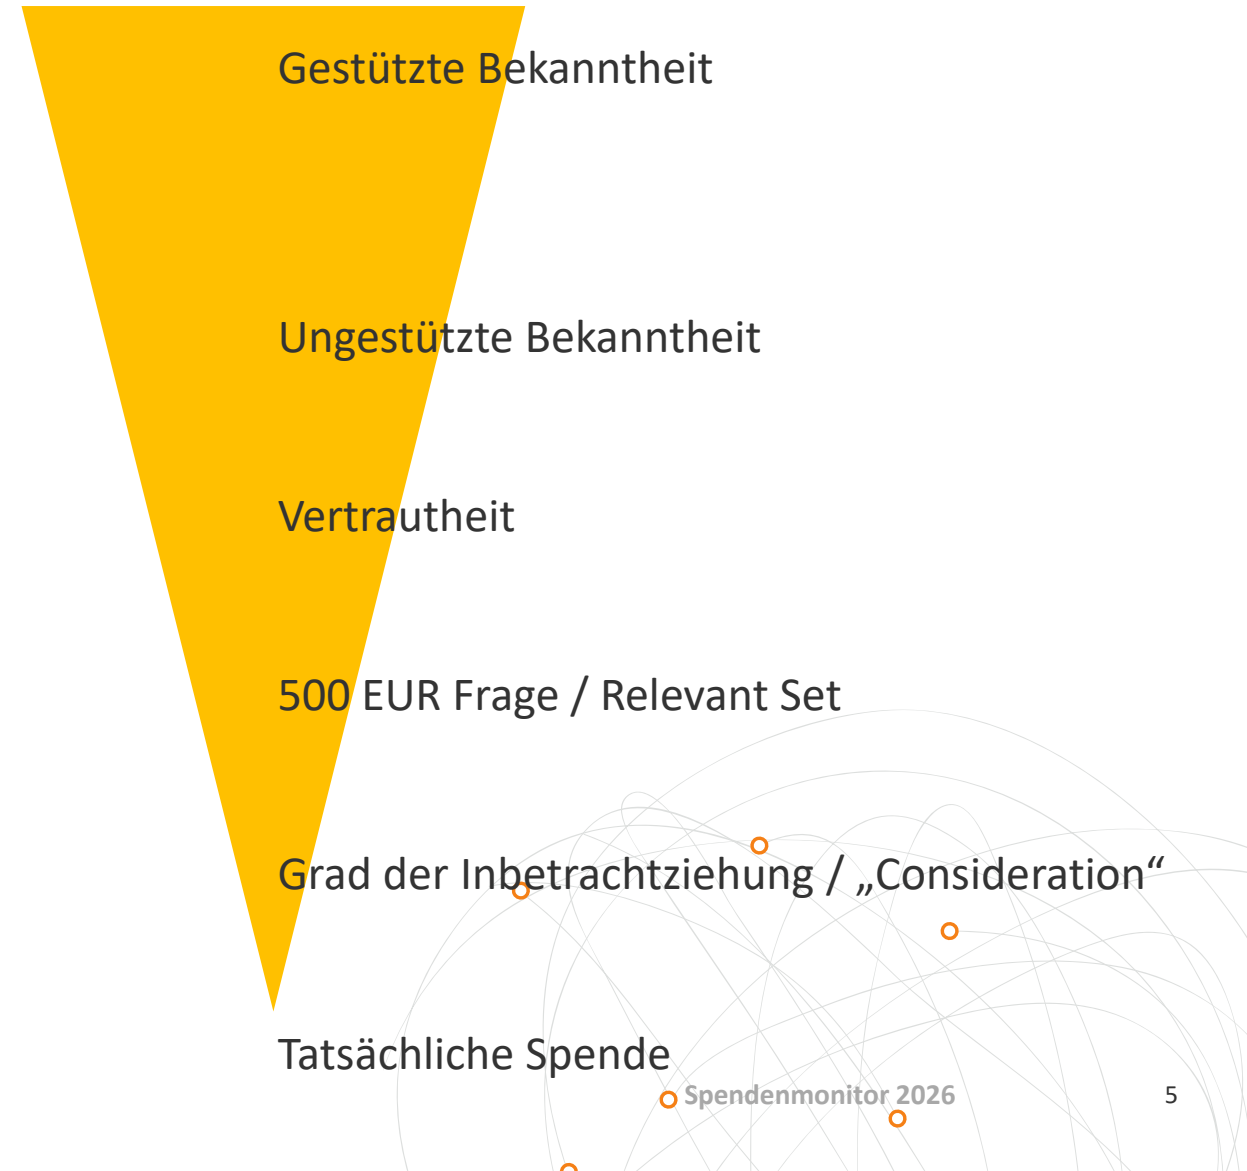 Gestützte Bekanntheit
Ungestützte Bekanntheit
Vertrautheit
500 EUR Frage / Relevant Set
Grad der Inbetrachtziehung / „Consideration“
Tatsächliche Spende
Spendenmonitor 2026
5